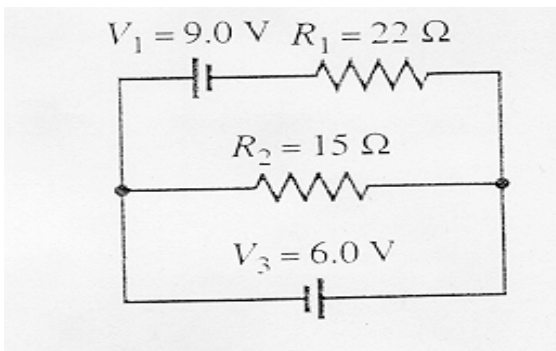 V₁ = 9.0 V R₁ = 22 Ω
R₂ = 15 Ω
V₃ = 6.0 V